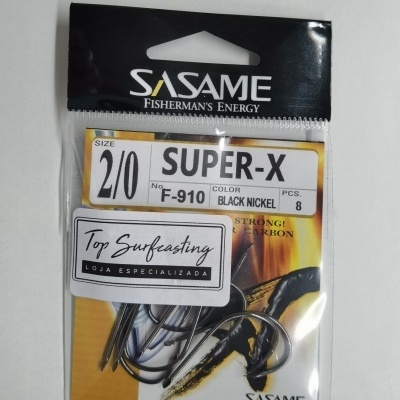 SASAME
FISHERMAN'S ENERGY
SIZE
2/0
SUPER-X
No. F-910
COLOR
BLACK NICKEL
PCS.
8
STRONG!
CARBON
Top Surfcasting
LOJA ESPECIALIZADA
SASAME